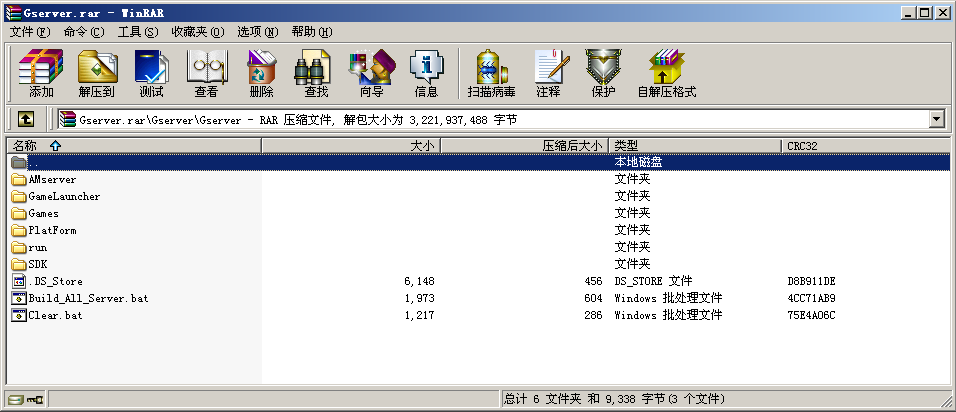 Gserver.rar - WinRAR
文件(F) 命令(C) 工具(S) 收藏夹(O) 选项(N) 帮助(H)
添加 解压到 测试 查看 删除 查找 向导 信息 扫描病毒 注释 保护 自解压格式
Gserver.rar\Gserver\Gserver - RAR 压缩文件, 解包大小为 3,221,937,488 字节
名称 大小 压缩后大小 类型 CRC32
.. 本地磁盘
AMserver 文件夹
GameLauncher 文件夹
Games 文件夹
PlatForm 文件夹
run 文件夹
SDK 文件夹
.DS_Store 6,148 456 DS_STORE 文件 D8B911DE
Build_All_Server.bat 1,973 604 Windows 批处理文件 4CC71AB9
Clear.bat 1,217 286 Windows 批处理文件 75E4A06C
总计 6 文件夹 和 9,338 字节(3 个文件)